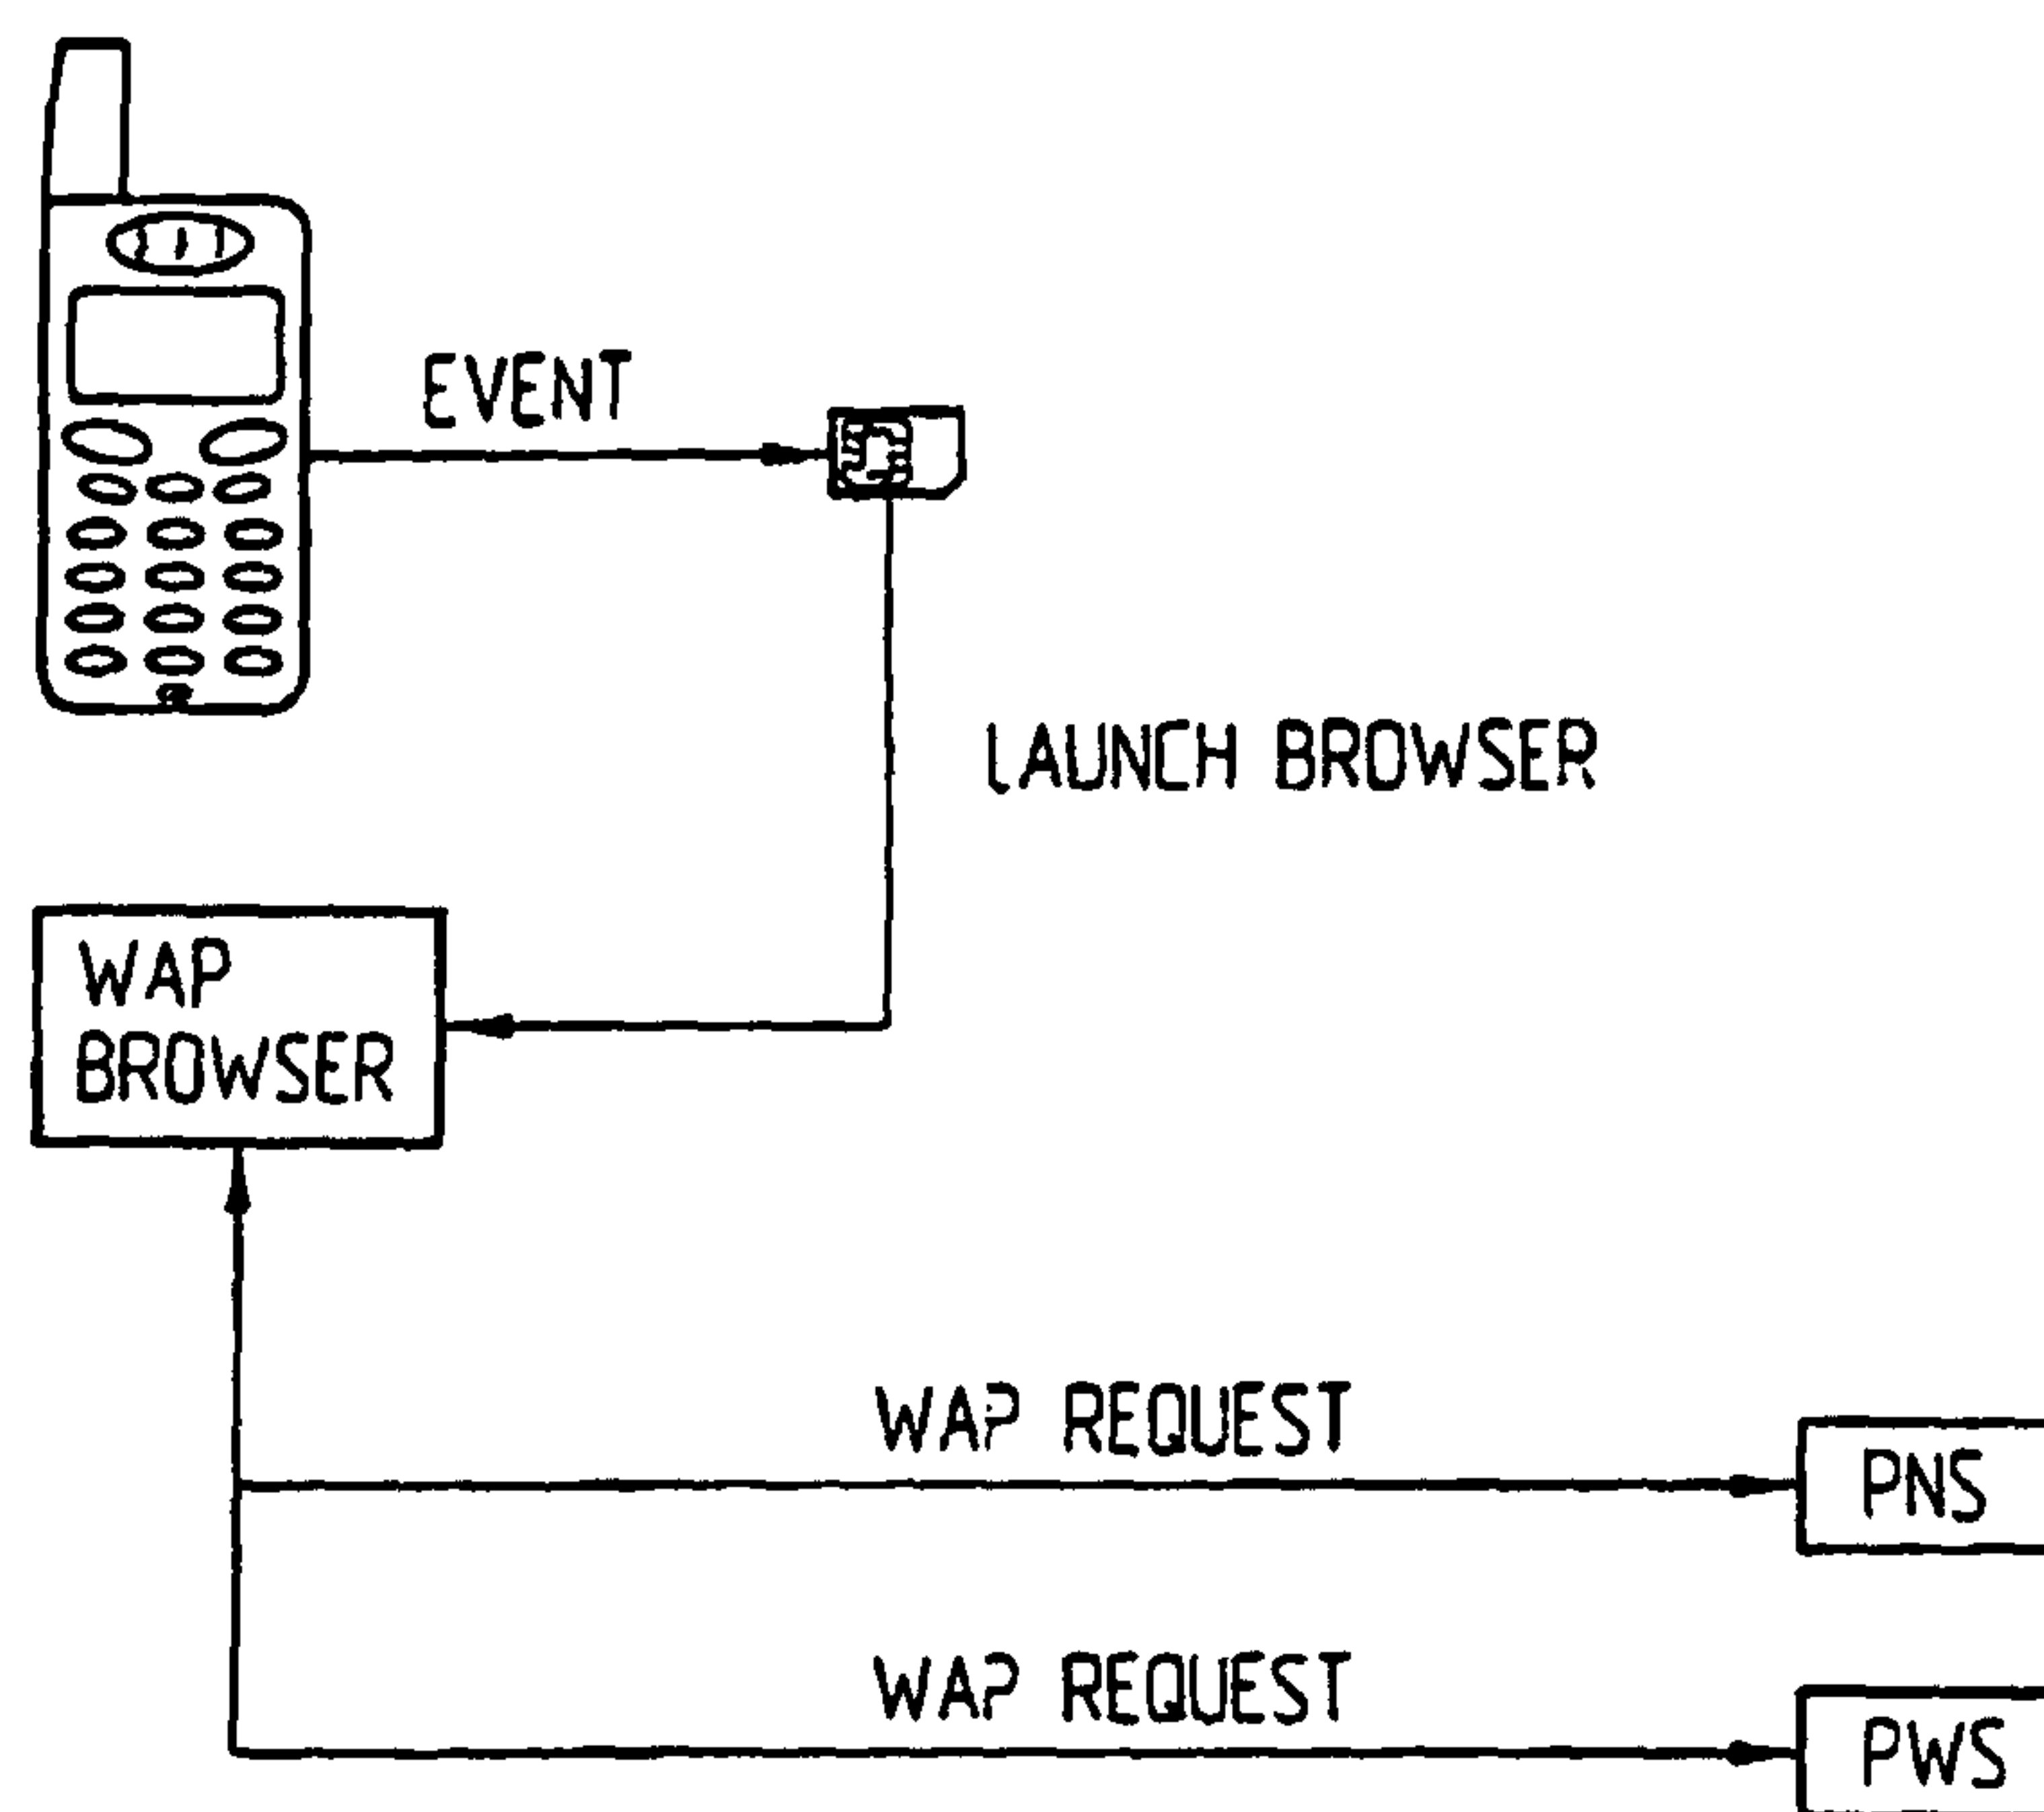 EVENT
LAUNCH BROWSER
WAP
BROWSER
WAP REQUEST
PNS
WAP REQUEST
PWS